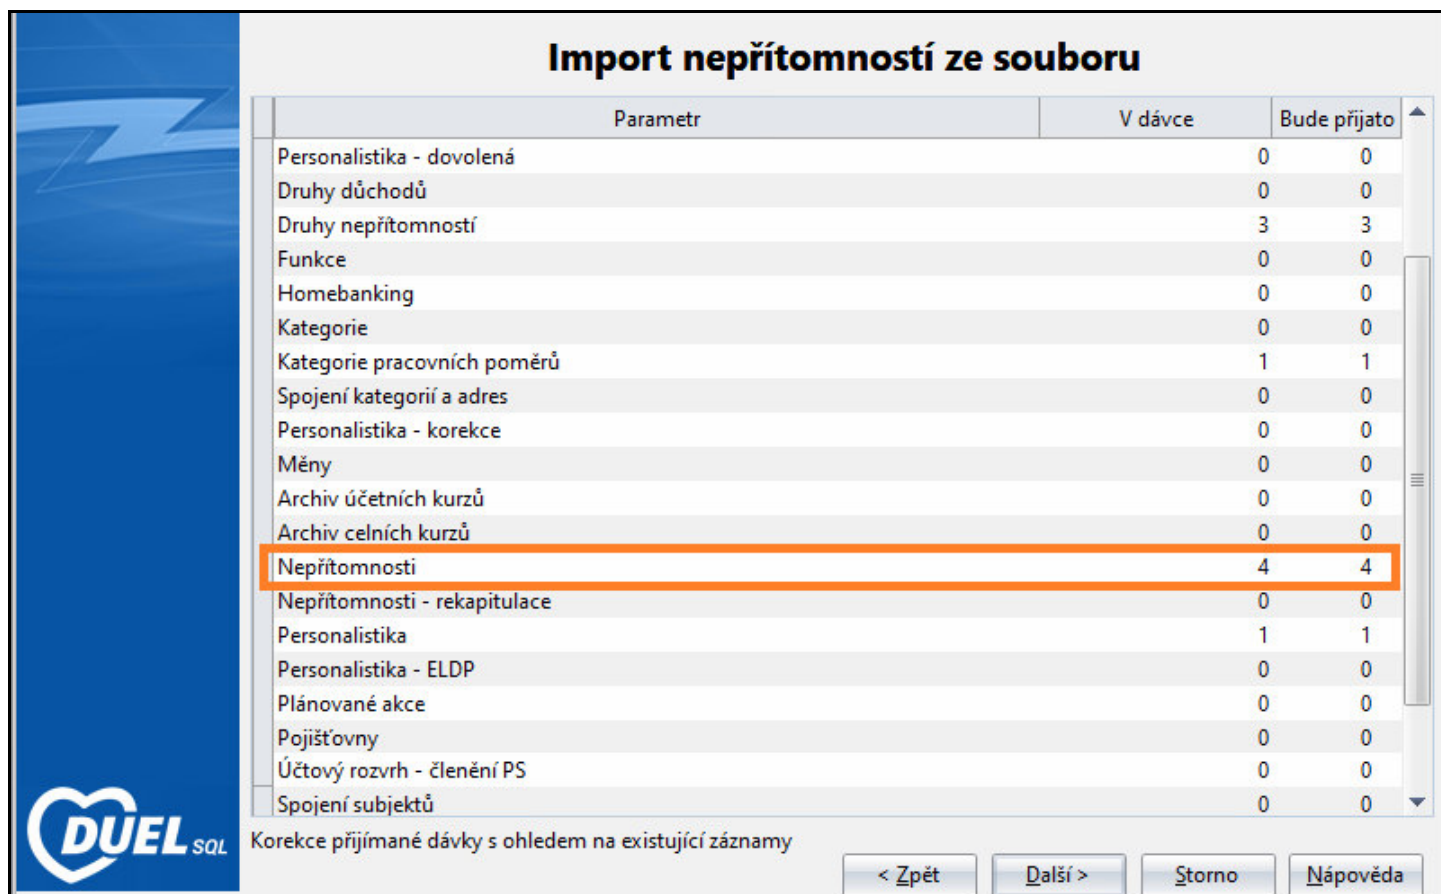 Import nepřítomností ze souboru
Parametr V dávce Bude přijato
Personalistika - dovolená 0 0
Druhy důchodů 0 0
Druhy nepřítomností 3 3
Funkce 0 0
Homebanking 0 0
Kategorie 0 0
Kategorie pracovních poměrů 1 1
Spojení kategorií a adres 0 0
Personalistika - korekce 0 0
Měny 0 0
Archiv účetních kurzů 0 0
Archiv celních kurzů 0 0
Nepřítomnosti 4 4
Nepřítomnosti - rekapitulace 0 0
Personalistika 1 1
Personalistika - ELDP 0 0
Plánované akce 0 0
Pojišťovny 0 0
Účtový rozvrh - členění PS 0 0
Spojení subjektů 0 0
DUEL SQL
Korekce přijímané dávky s ohledem na existující záznamy
< Zpět Další > Storno Nápověda